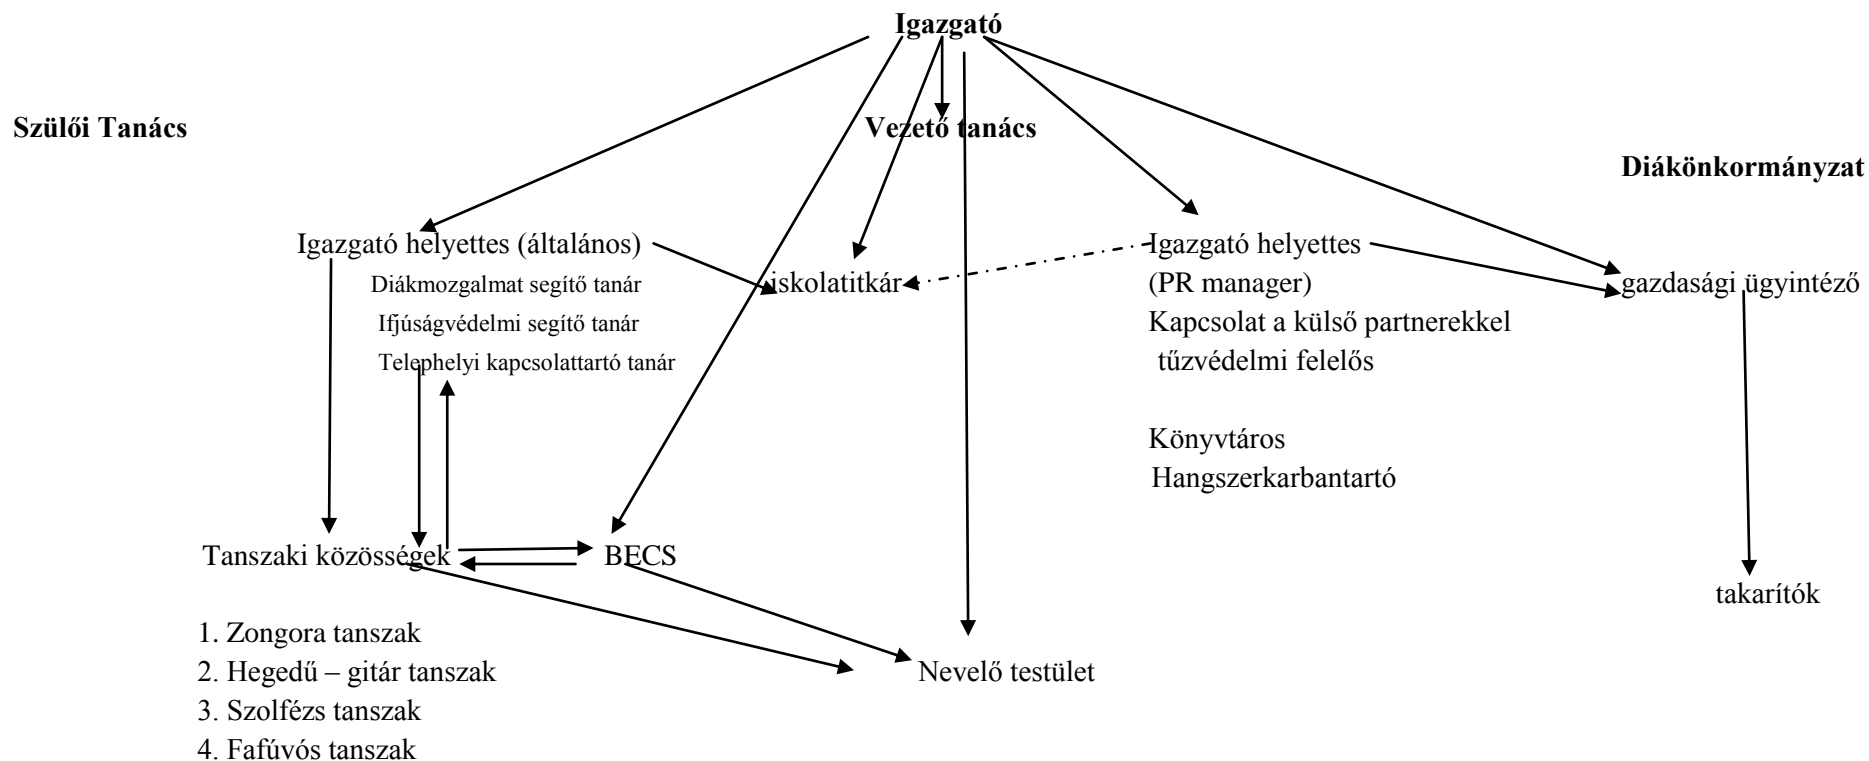 Igazgató
Szülői Tanács
Vezető tanács
Diákönkormányzat
Igazgató helyettes (általános)
Diákmozgalmat segítő tanár
Ifjúságvédelmi segítő tanár
Telephelyi kapcsolattartó tanár
iskolatitkár
Igazgató helyettes
(PR manager)
Kapcsolat a külső partnerekkel
tűzvédelmi felelős
Könyvtáros
Hangszerkarbantartó
gazdasági ügyintéző
Tanszaki közösségek
BECS
takarítók
1. Zongora tanszak
2. Hegedű – gitár tanszak
3. Szolfézs tanszak
4. Fafúvós tanszak
Nevelő testület